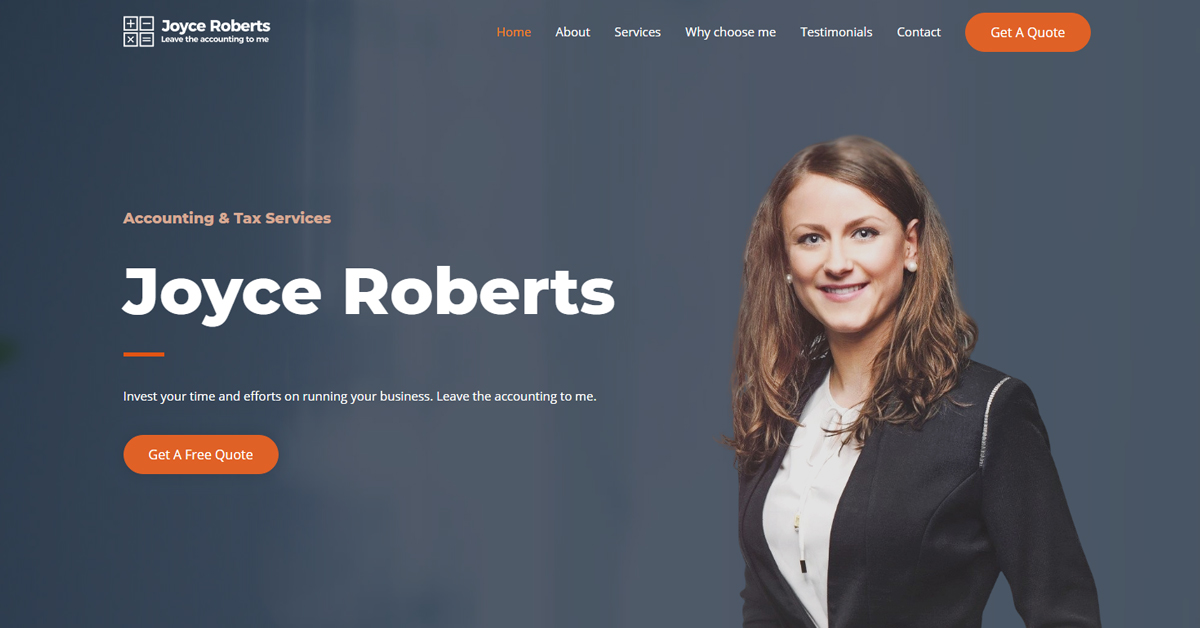 Joyce Roberts
Leave the accounting to me
Home About Services Why choose me Testimonials Contact Get A Quote
Accounting & Tax Services
Joyce Roberts
Invest your time and efforts on running your business. Leave the accounting to me.
Get A Free Quote